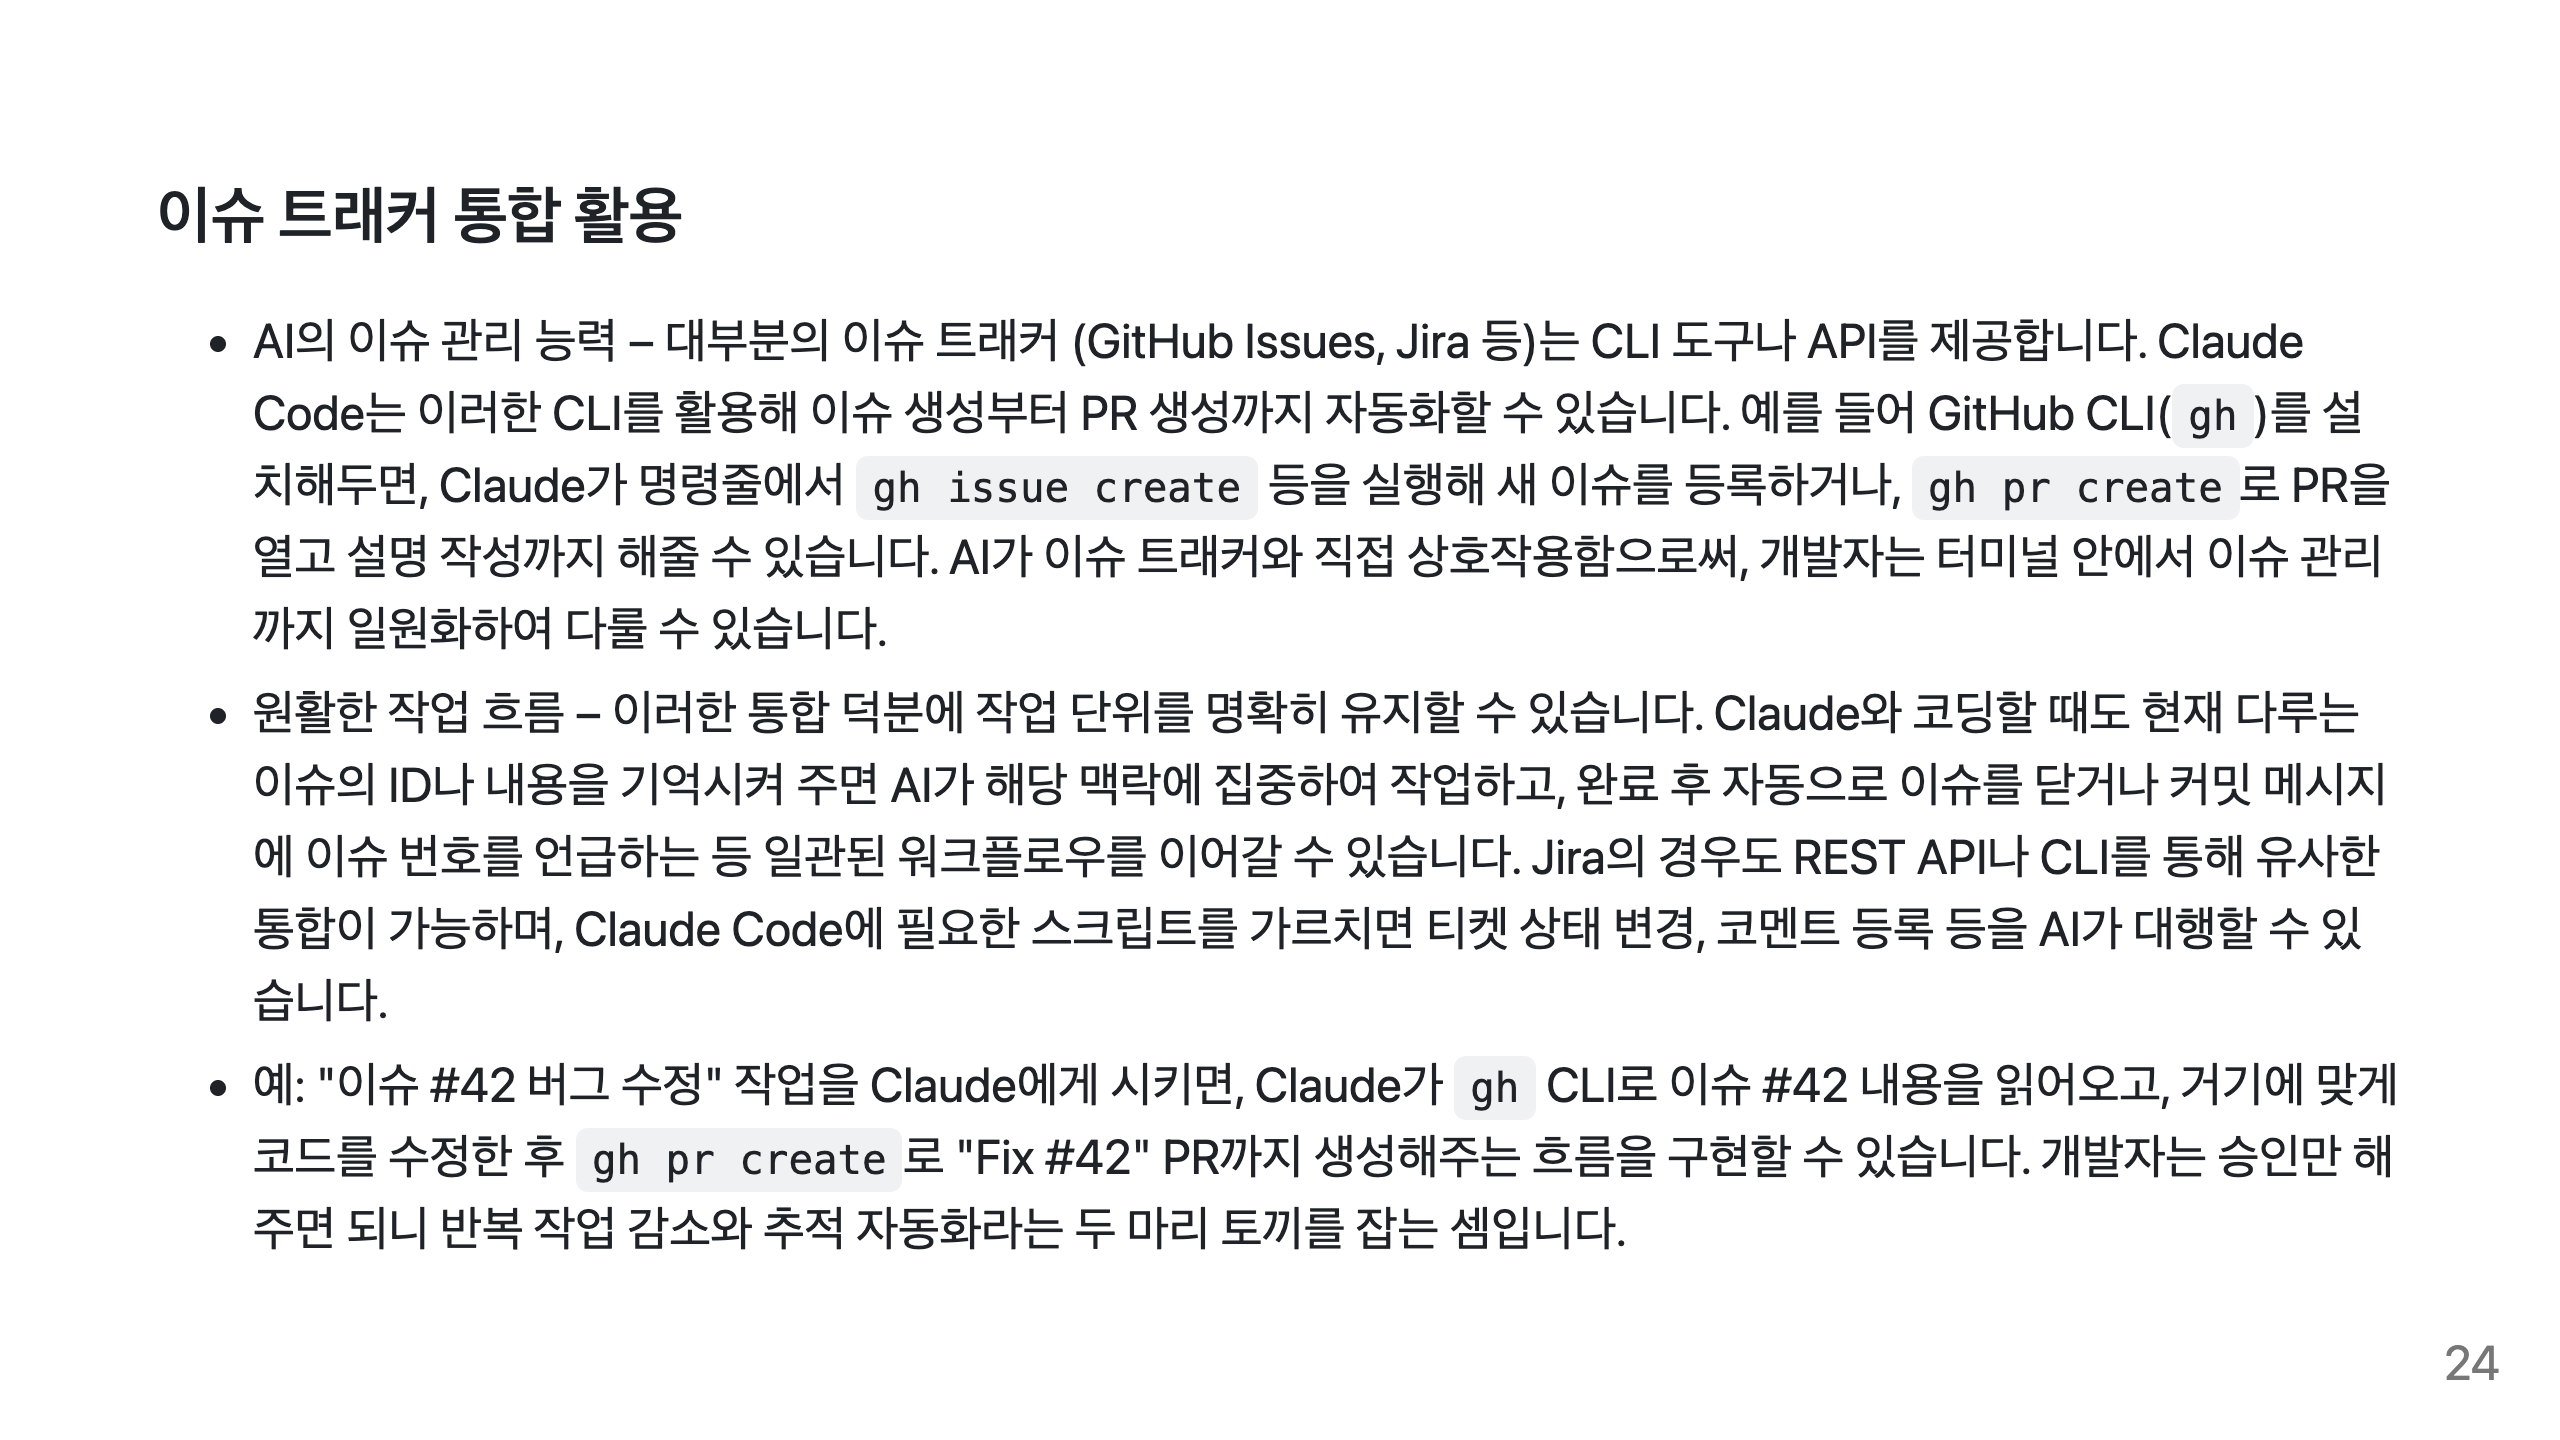 이슈 트래커 통합 활용
• AI의 이슈 관리 능력 – 대부분의 이슈 트래커 (GitHub Issues, Jira 등)는 CLI 도구나 API를 제공합니다. Claude
Code는 이러한 CLI를 활용해 이슈 생성부터 PR 생성까지 자동화할 수 있습니다. 예를 들어 GitHub CLI( gh )를 설
치해두면, Claude가 명령줄에서 gh issue create 등을 실행해 새 이슈를 등록하거나, gh pr create 로 PR을
열고 설명 작성까지 해줄 수 있습니다. AI가 이슈 트래커와 직접 상호작용함으로써, 개발자는 터미널 안에서 이슈 관리
까지 일원화하여 다룰 수 있습니다.
• 원활한 작업 흐름 – 이러한 통합 덕분에 작업 단위를 명확히 유지할 수 있습니다. Claude와 코딩할 때도 현재 다루는
이슈의 ID나 내용을 기억시켜 주면 AI가 해당 맥락에 집중하여 작업하고, 완료 후 자동으로 이슈를 닫거나 커밋 메시지
에 이슈 번호를 언급하는 등 일관된 워크플로우를 이어갈 수 있습니다. Jira의 경우도 REST API나 CLI를 통해 유사한
통합이 가능하며, Claude Code에 필요한 스크립트를 가르치면 티켓 상태 변경, 코멘트 등록 등을 AI가 대행할 수 있
습니다.
• 예: "이슈 #42 버그 수정" 작업을 Claude에게 시키면, Claude가 gh CLI로 이슈 #42 내용을 읽어오고, 거기에 맞게
코드를 수정한 후 gh pr create 로 "Fix #42" PR까지 생성해주는 흐름을 구현할 수 있습니다. 개발자는 승인만 해
주면 되니 반복 작업 감소와 추적 자동화라는 두 마리 토끼를 잡는 셈입니다.
24